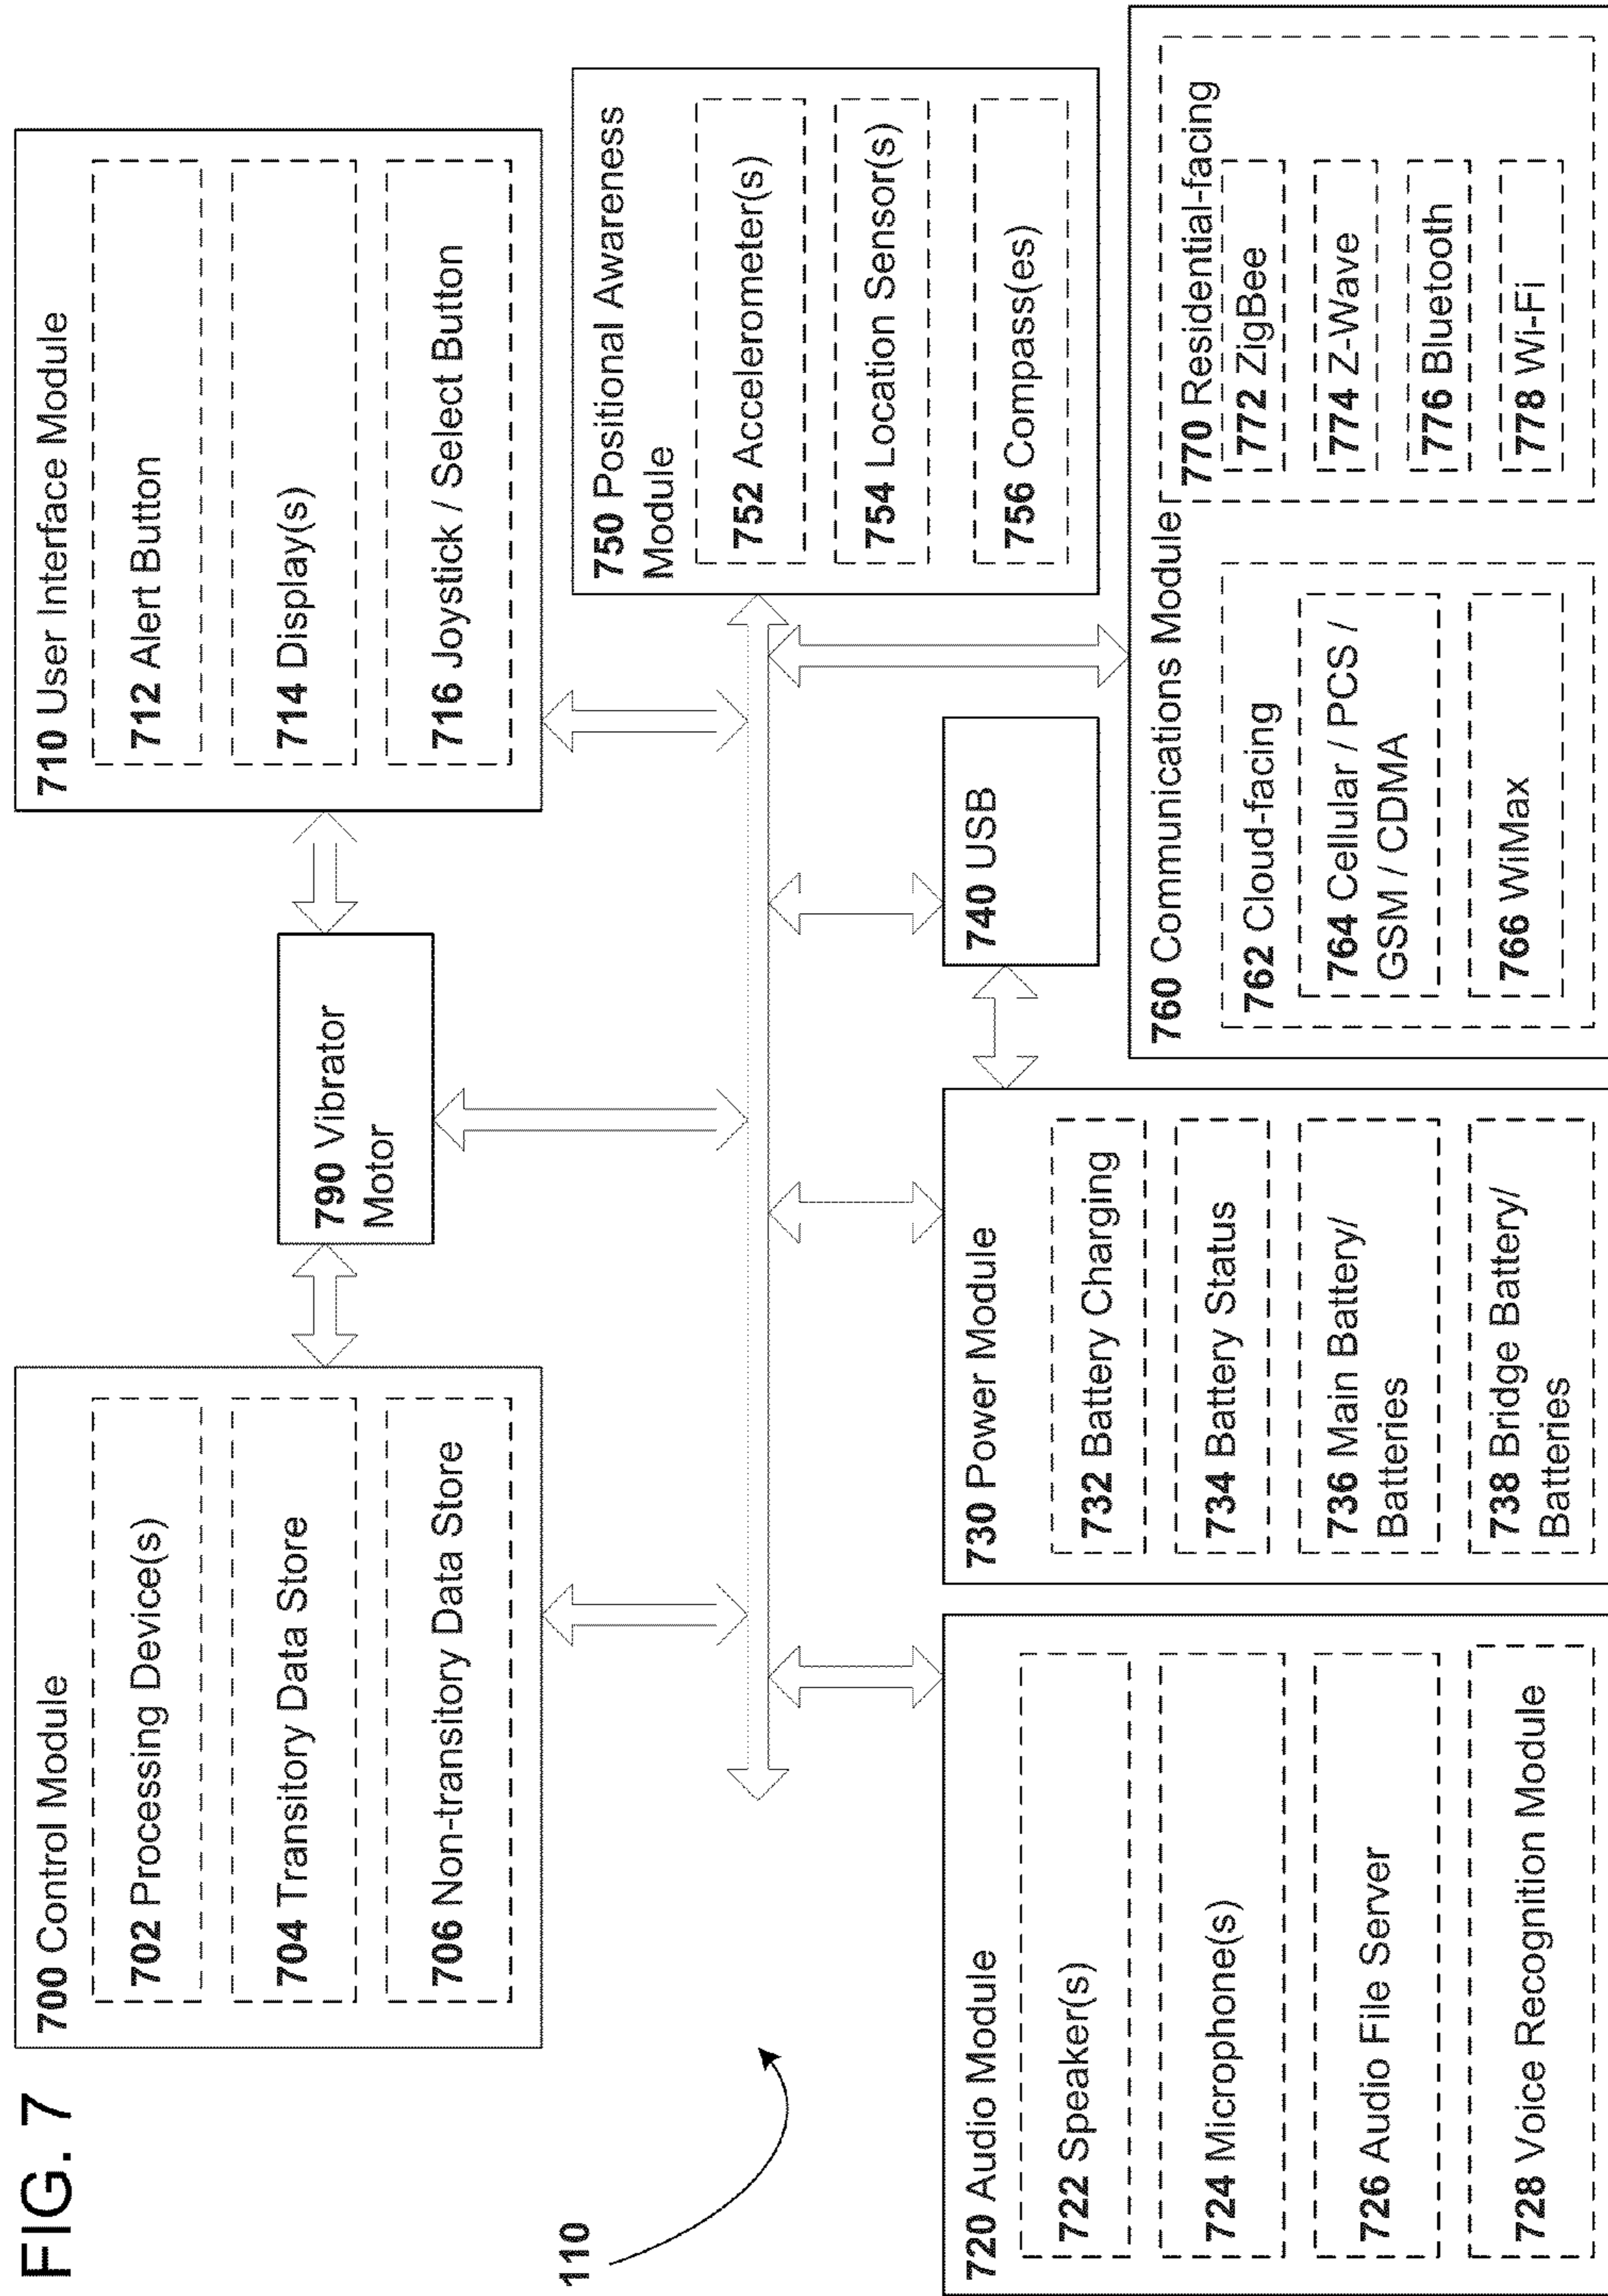 FIG. 7
110
700 Control Module
702 Processing Device(s)
704 Transitory Data Store
706 Non-transitory Data Store
790 Vibrator
Motor
710 User Interface Module
712 Alert Button
714 Display(s)
716 Joystick / Select Button
720 Audio Module
722 Speaker(s)
724 Microphone(s)
726 Audio File Server
728 Voice Recognition Module
730 Power Module
732 Battery Charging
734 Battery Status
736 Main Battery/
Batteries
738 Bridge Battery/
Batteries
740 USB
750 Positional Awareness
Module
752 Accelerometer(s)
754 Location Sensor(s)
756 Compass(es)
760 Communications Module
762 Cloud-facing
764 Cellular / PCS /
GSM / CDMA
766 WiMax
770 Residential-facing
772 ZigBee
774 Z-Wave
776 Bluetooth
778 Wi-Fi